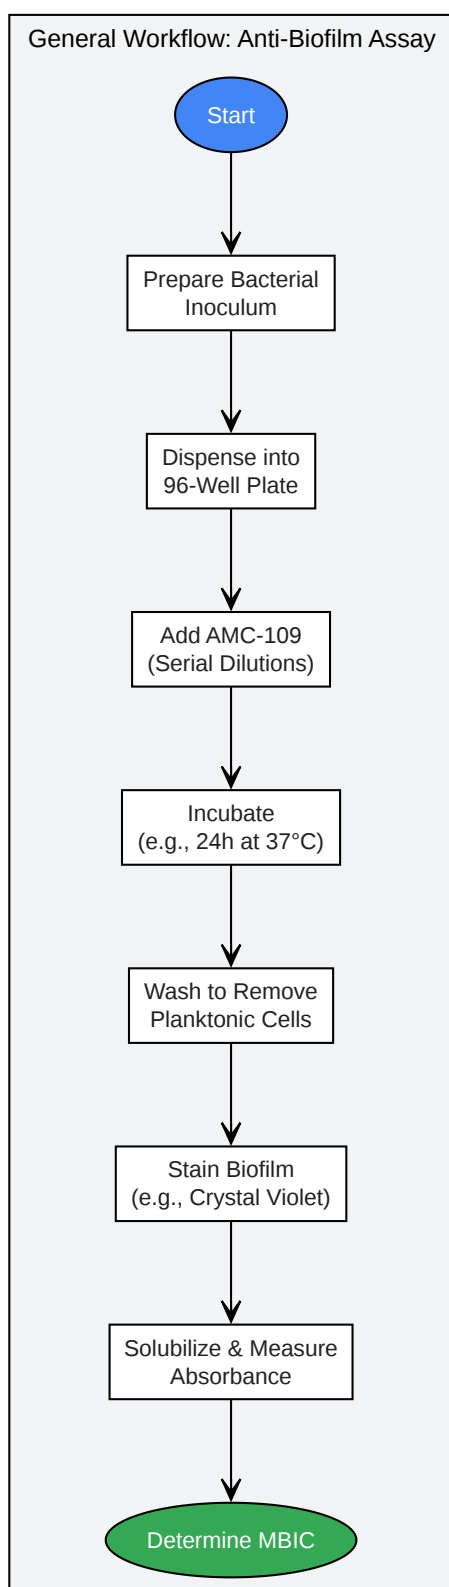 General Workflow: Anti-Biofilm Assay
Start
Prepare Bacterial
Inoculum
Dispense into
96-Well Plate
Add AMC-109
(Serial Dilutions)
Incubate
(e.g., 24h at 37°C)
Wash to Remove
Planktonic Cells
Stain Biofilm
(e.g., Crystal Violet)
Solubilize & Measure
Absorbance
Determine MBIC